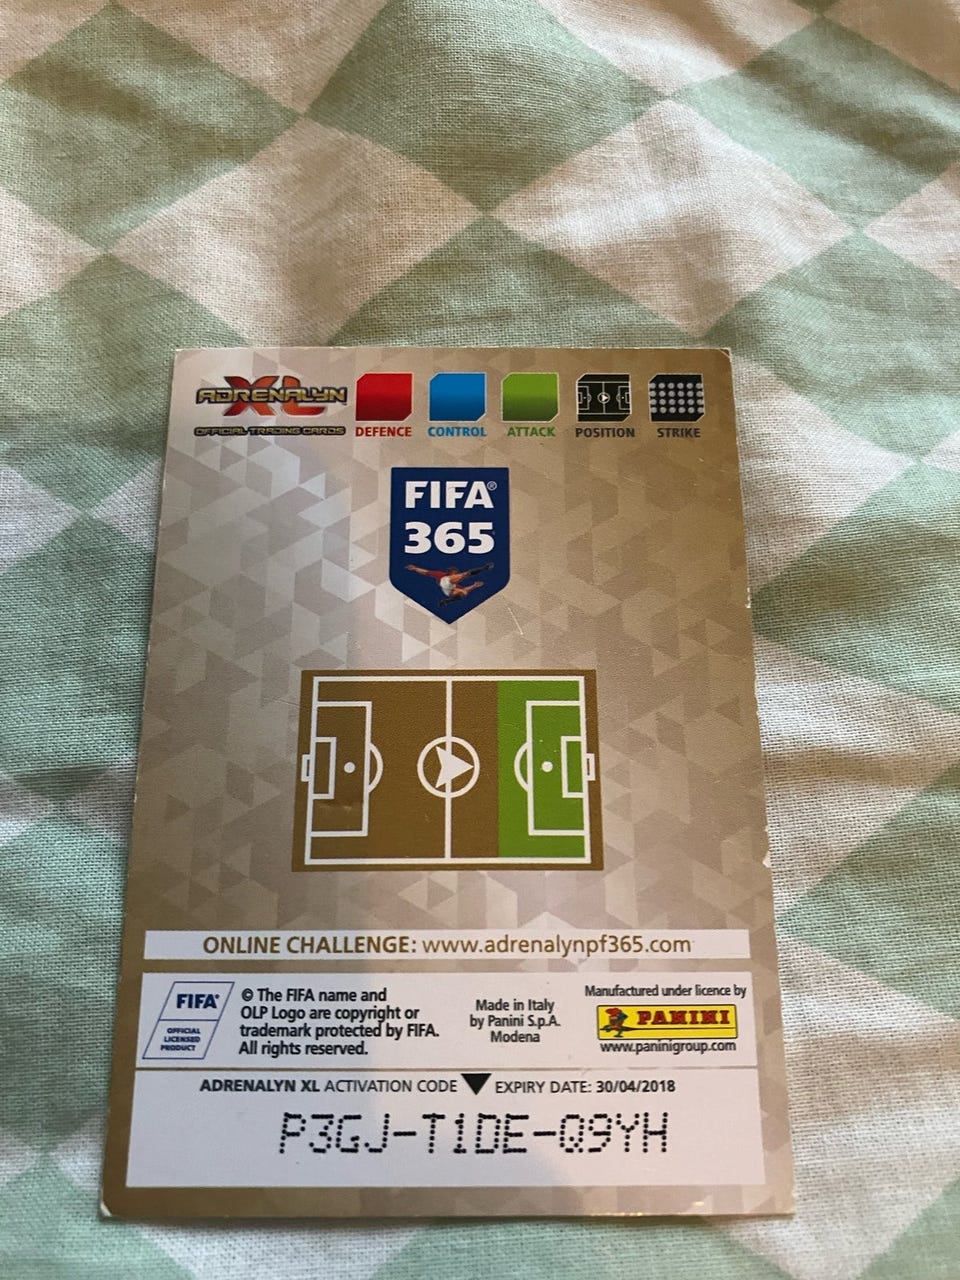 ADRENALYN XL
OFFICIAL TRADING CARDS
DEFENCE CONTROL ATTACK POSITION STRIKE
FIFA®
365
ONLINE CHALLENGE: www.adrenalynpf365.com
FIFA®
OFFICIAL
LICENSED
PRODUCT
© The FIFA name and
OLP Logo are copyright or
trademark protected by FIFA.
All rights reserved.
Made in Italy
by Panini S.p.A.
Modena
Manufactured under licence by
PANINI
www.paninigroup.com
ADRENALYN XL ACTIVATION CODE ▼ EXPIRY DATE: 30/04/2018
P3GJ-T1DE-Q9YH